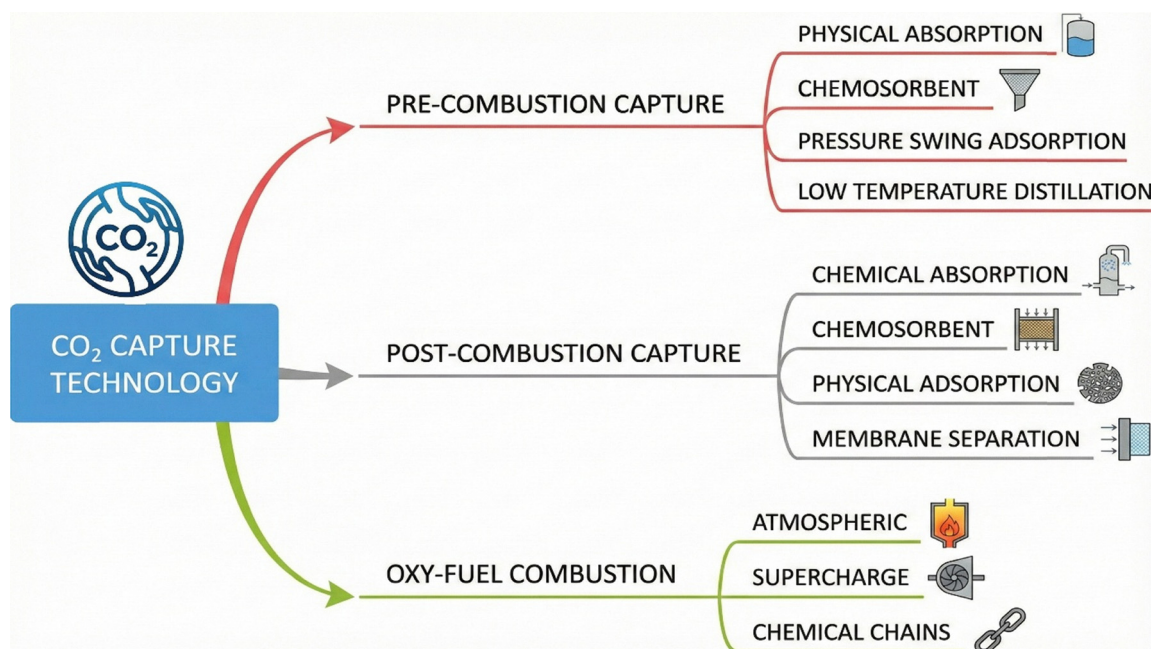 PHYSICAL ABSORPTION
CHEMOSORBENT
PRE-COMBUSTION CAPTURE
PRESSURE SWING ADSORPTION
LOW TEMPERATURE DISTILLATION
CO₂
CO₂ CAPTURE
TECHNOLOGY
CHEMICAL ABSORPTION
CHEMOSORBENT
POST-COMBUSTION CAPTURE
PHYSICAL ADSORPTION
MEMBRANE SEPARATION
ATMOSPHERIC
OXY-FUEL COMBUSTION
SUPERCHARGE
CHEMICAL CHAINS